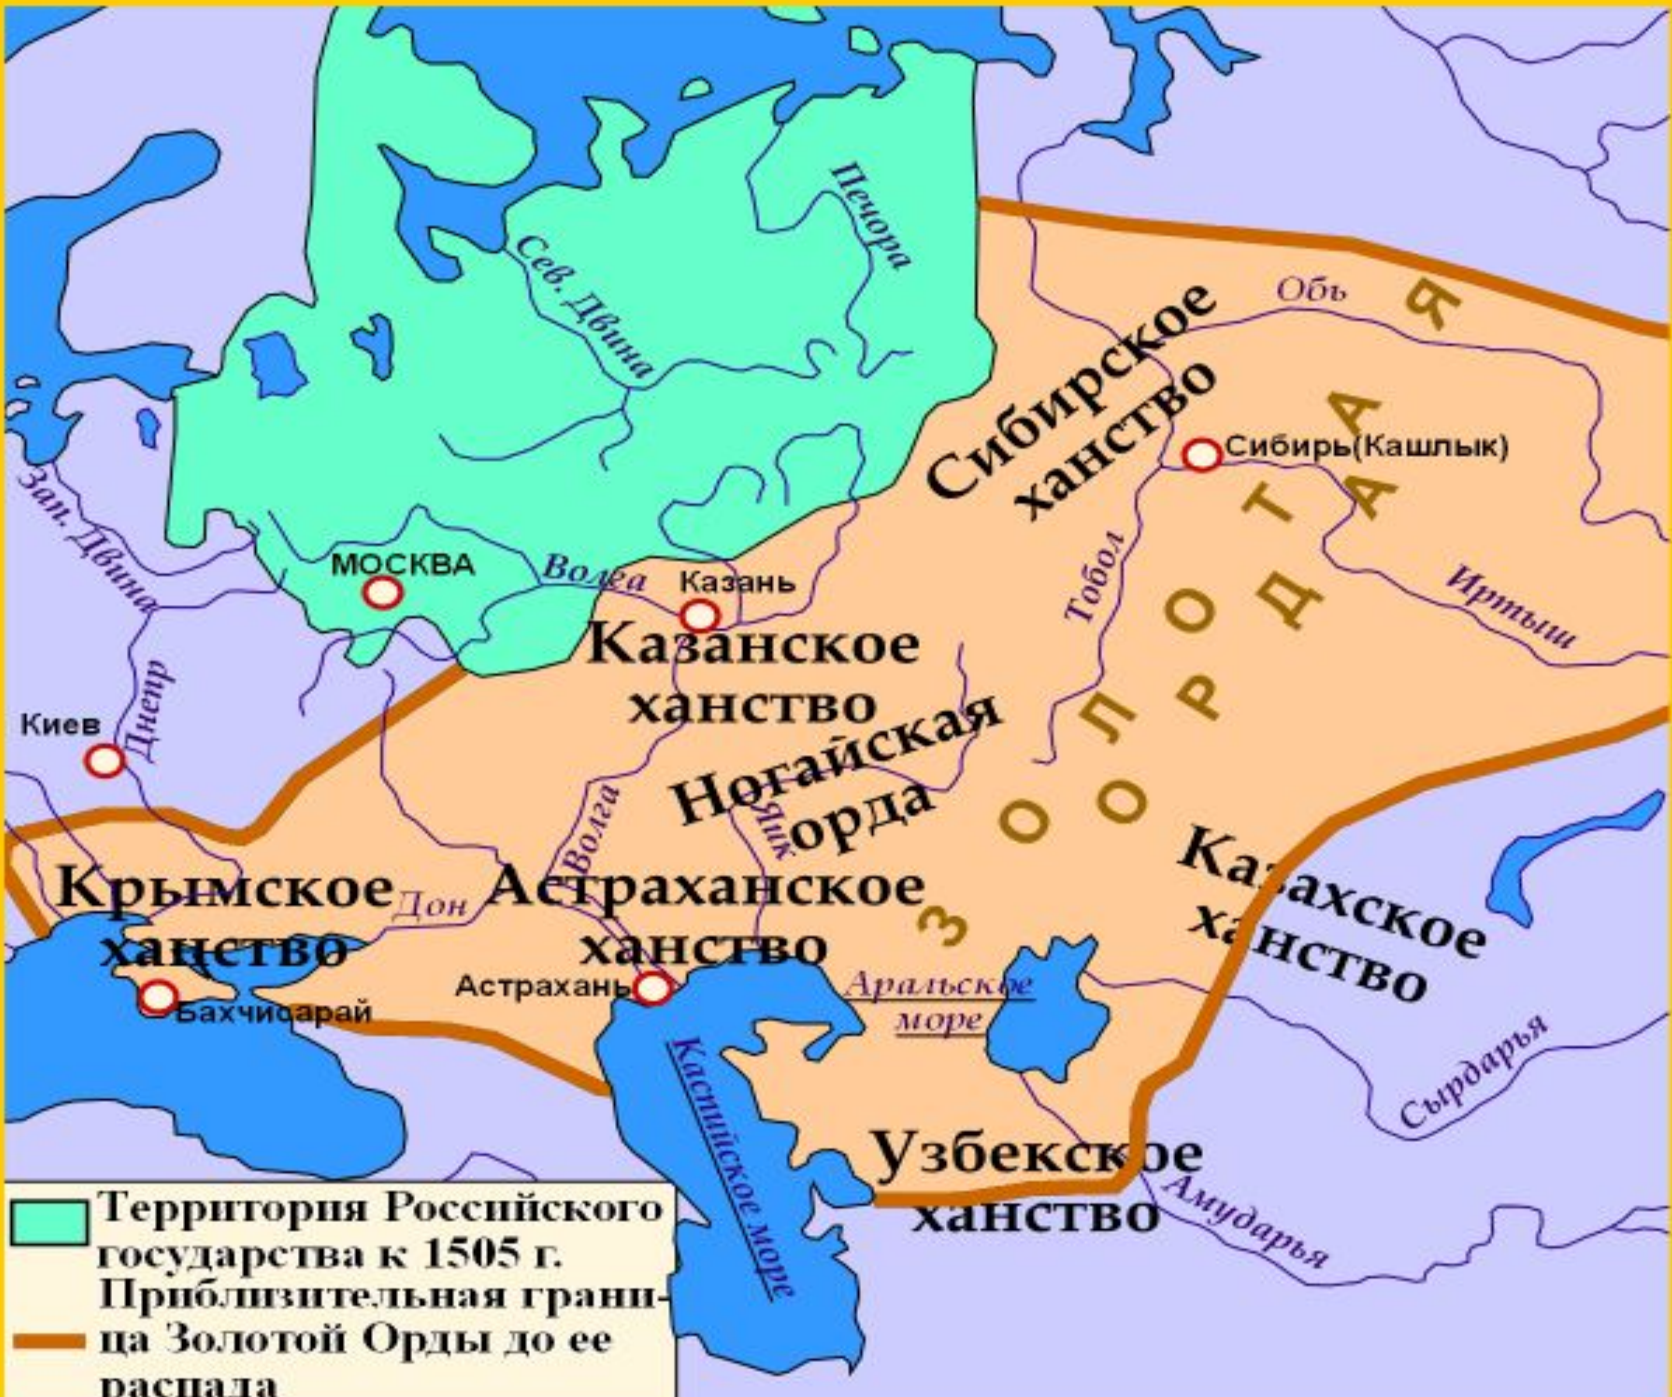 Печора
Сев. Двина
Обь
Сибирское
ханство
Сибирь(Кашлык)
Зап. Двина
МОСКВА
Волга
Казань
Казанское
ханство
Тобол
Иртыш
ЗОЛОТАЯ
ОРДА
Киев
Днепр
Ногайская
орда
Яик
Волга
Крымское
ханство
Дон
Астраханское
ханство
Казахское
ханство
Астрахань
Бахчисарай
Аральское
море
Каспийское море
Сырдарья
Узбекское
ханство
Амударья
Территория Российского
государства к 1505 г.
Приблизительная грани-
ца Золотой Орды до ее
распада